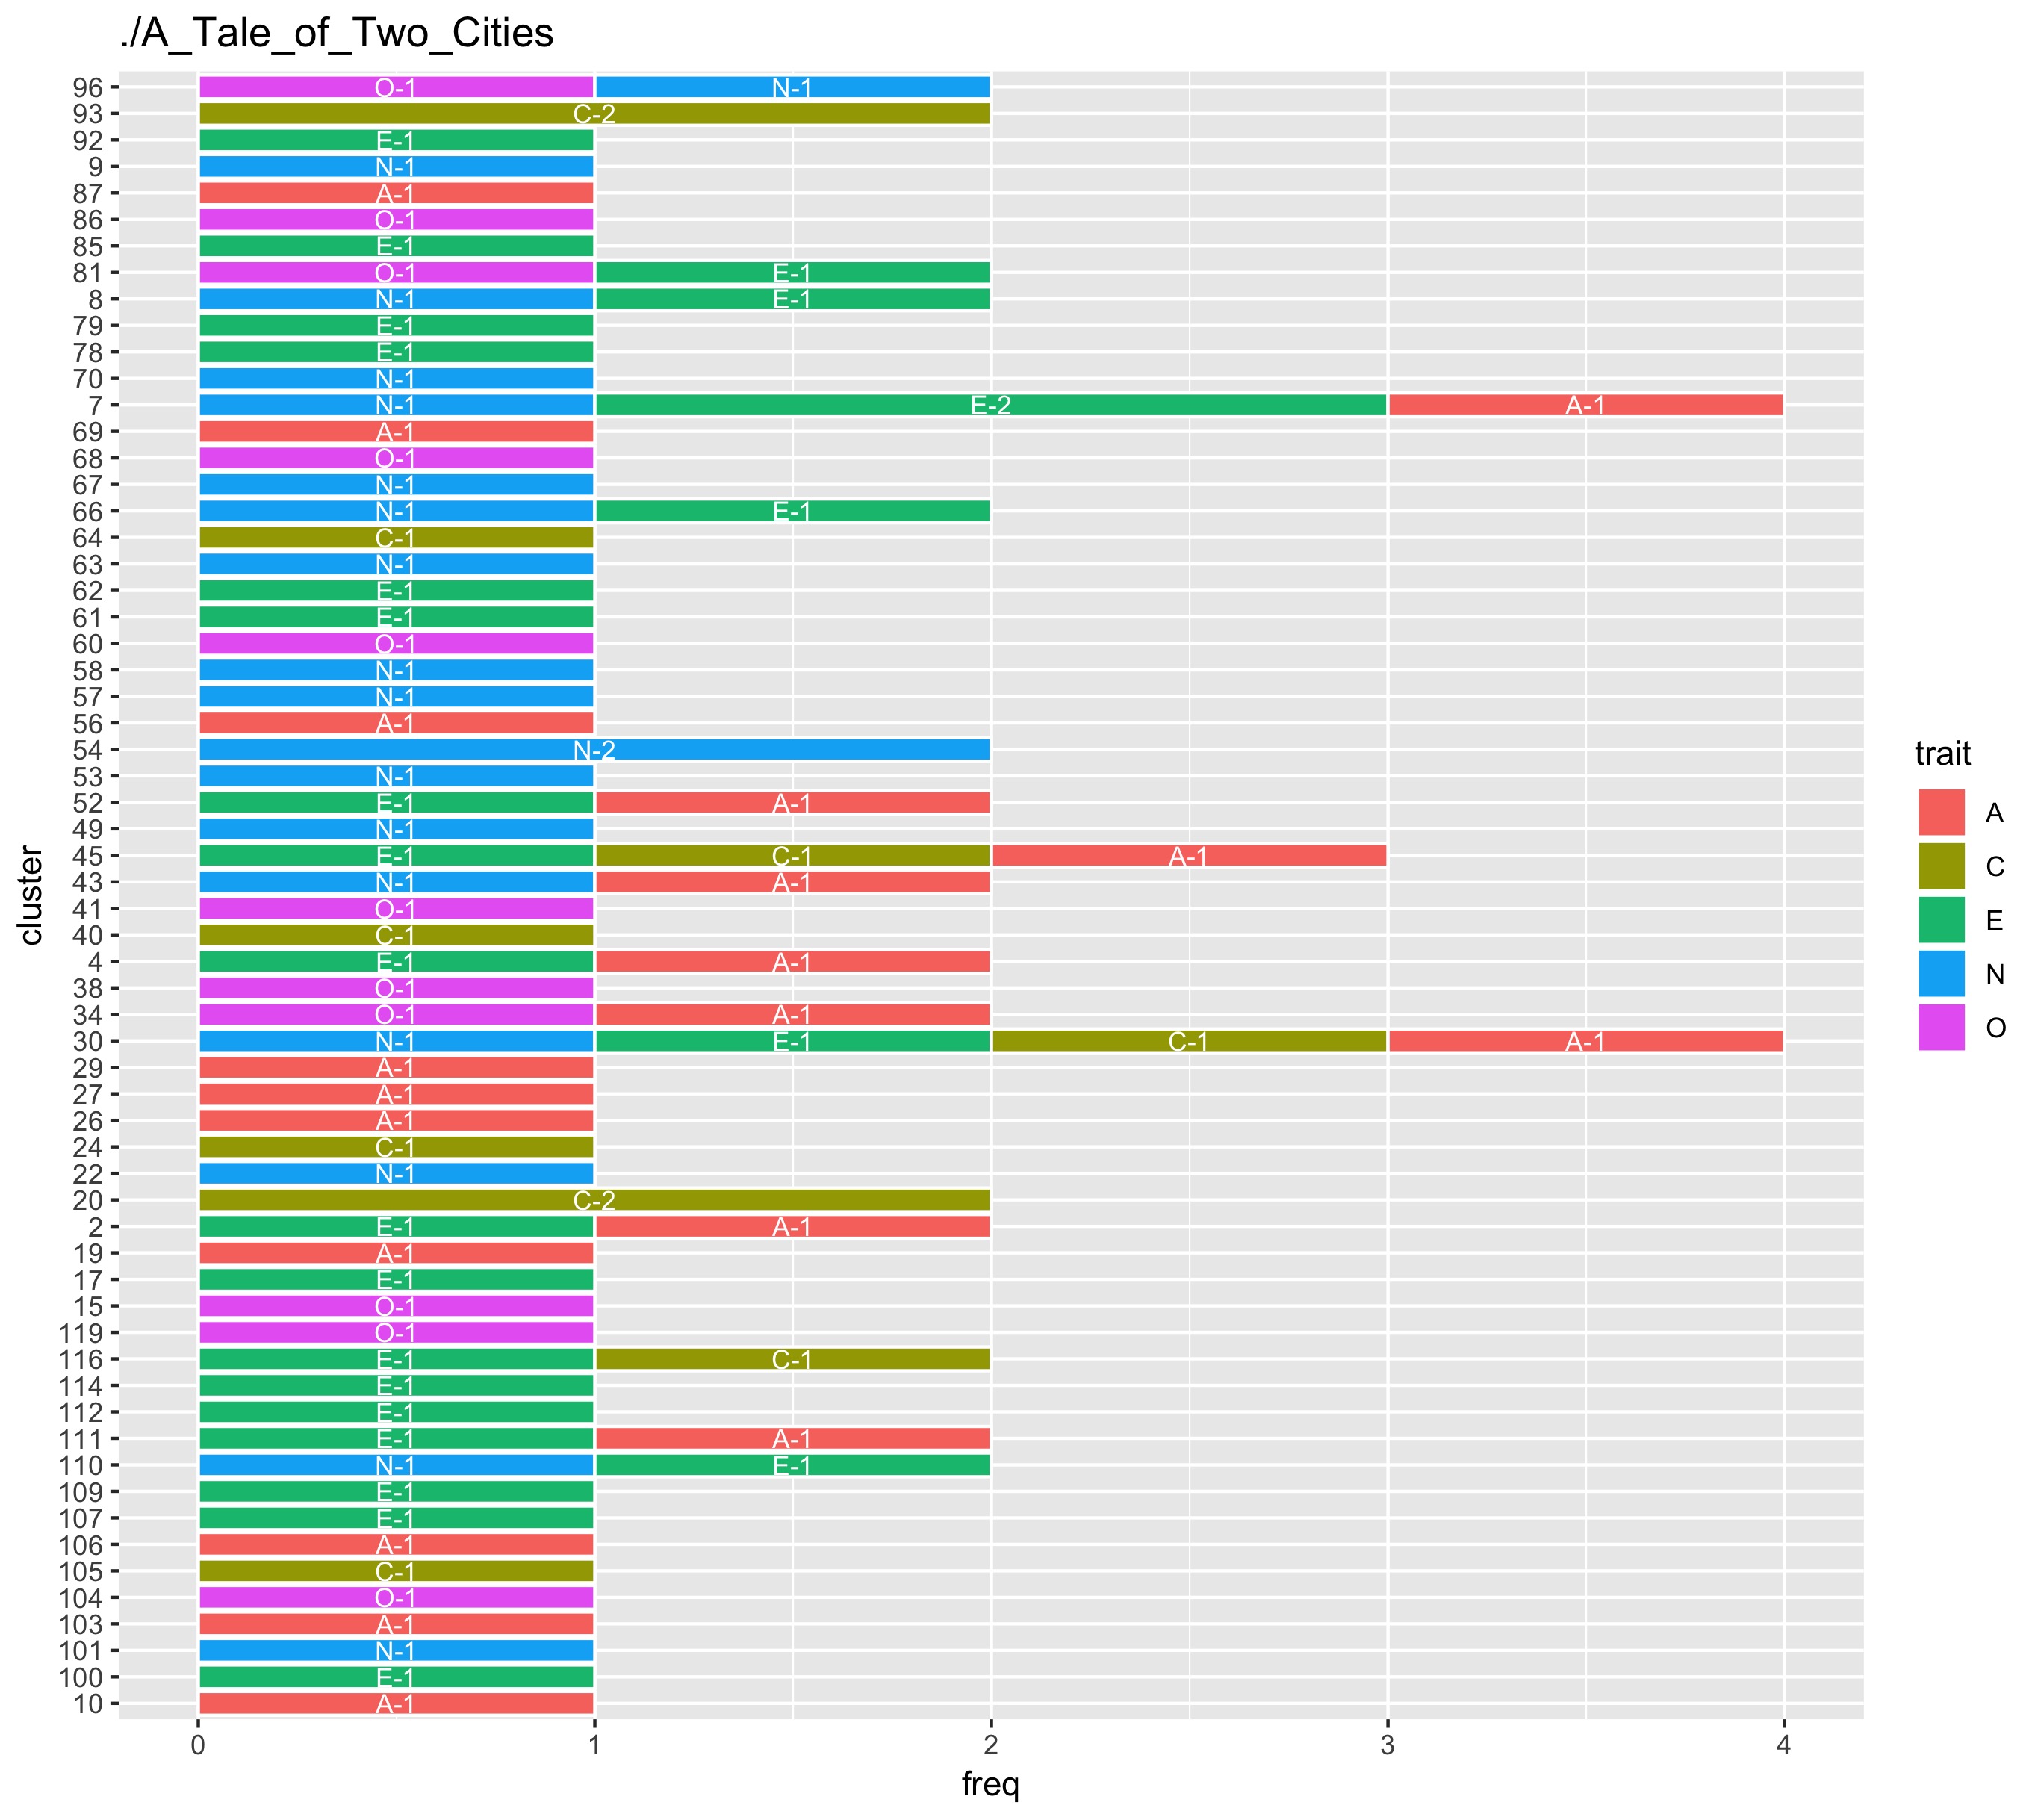 ./A_Tale_of_Two_Cities
96 O-1 N-1
93 C-2
92 E-1
9 N-1
87 A-1
86 O-1
85 E-1
81 O-1 E-1
8 N-1 E-1
79 E-1
78 E-1
70 N-1
7 N-1 E-2 A-1
69 A-1
68 O-1
67 N-1
66 N-1 E-1
64 C-1
63 N-1
62 E-1
61 E-1
60 O-1
58 N-1
57 N-1
56 A-1
54 N-2
53 N-1
52 E-1 A-1
49 N-1
45 E-1 C-1 A-1
43 N-1 A-1
41 O-1
40 C-1
4 E-1 A-1
38 O-1
34 O-1 A-1
30 N-1 E-1 C-1 A-1
29 A-1
27 A-1
26 A-1
24 C-1
22 N-1
20 C-2
2 E-1 A-1
19 A-1
17 E-1
15 O-1
119 O-1
116 E-1 C-1
114 E-1
112 E-1
111 E-1 A-1
110 N-1 E-1
109 E-1
107 E-1
106 A-1
105 C-1
104 O-1
103 A-1
101 N-1
100 E-1
10 A-1
0 1 2 3 4
freq
cluster
trait
A
C
E
N
O